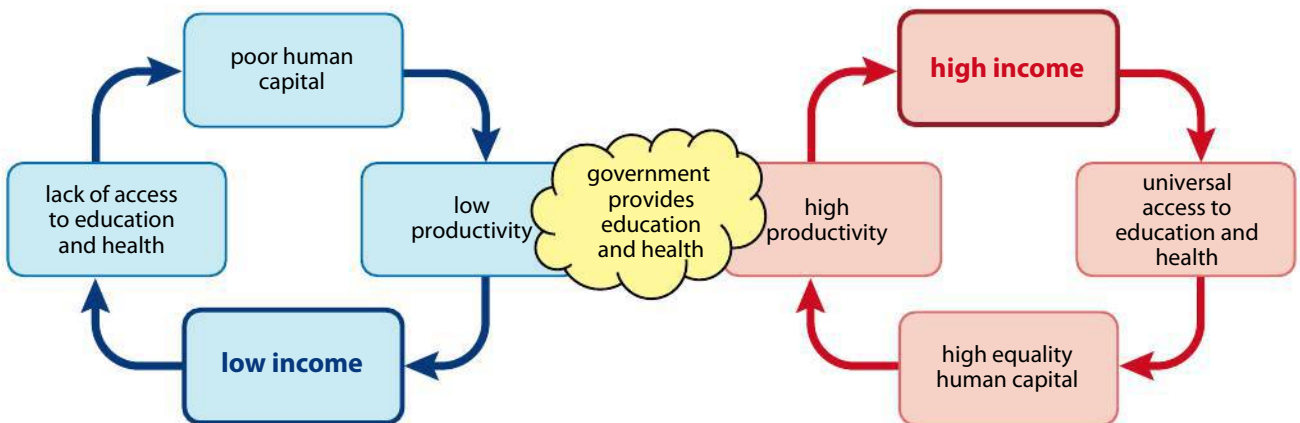 poor human
capital
lack of access
to education
and health
low
productivity
low income
government
provides
education
and health
high income
high
productivity
universal
access to
education and
health
high equality
human capital